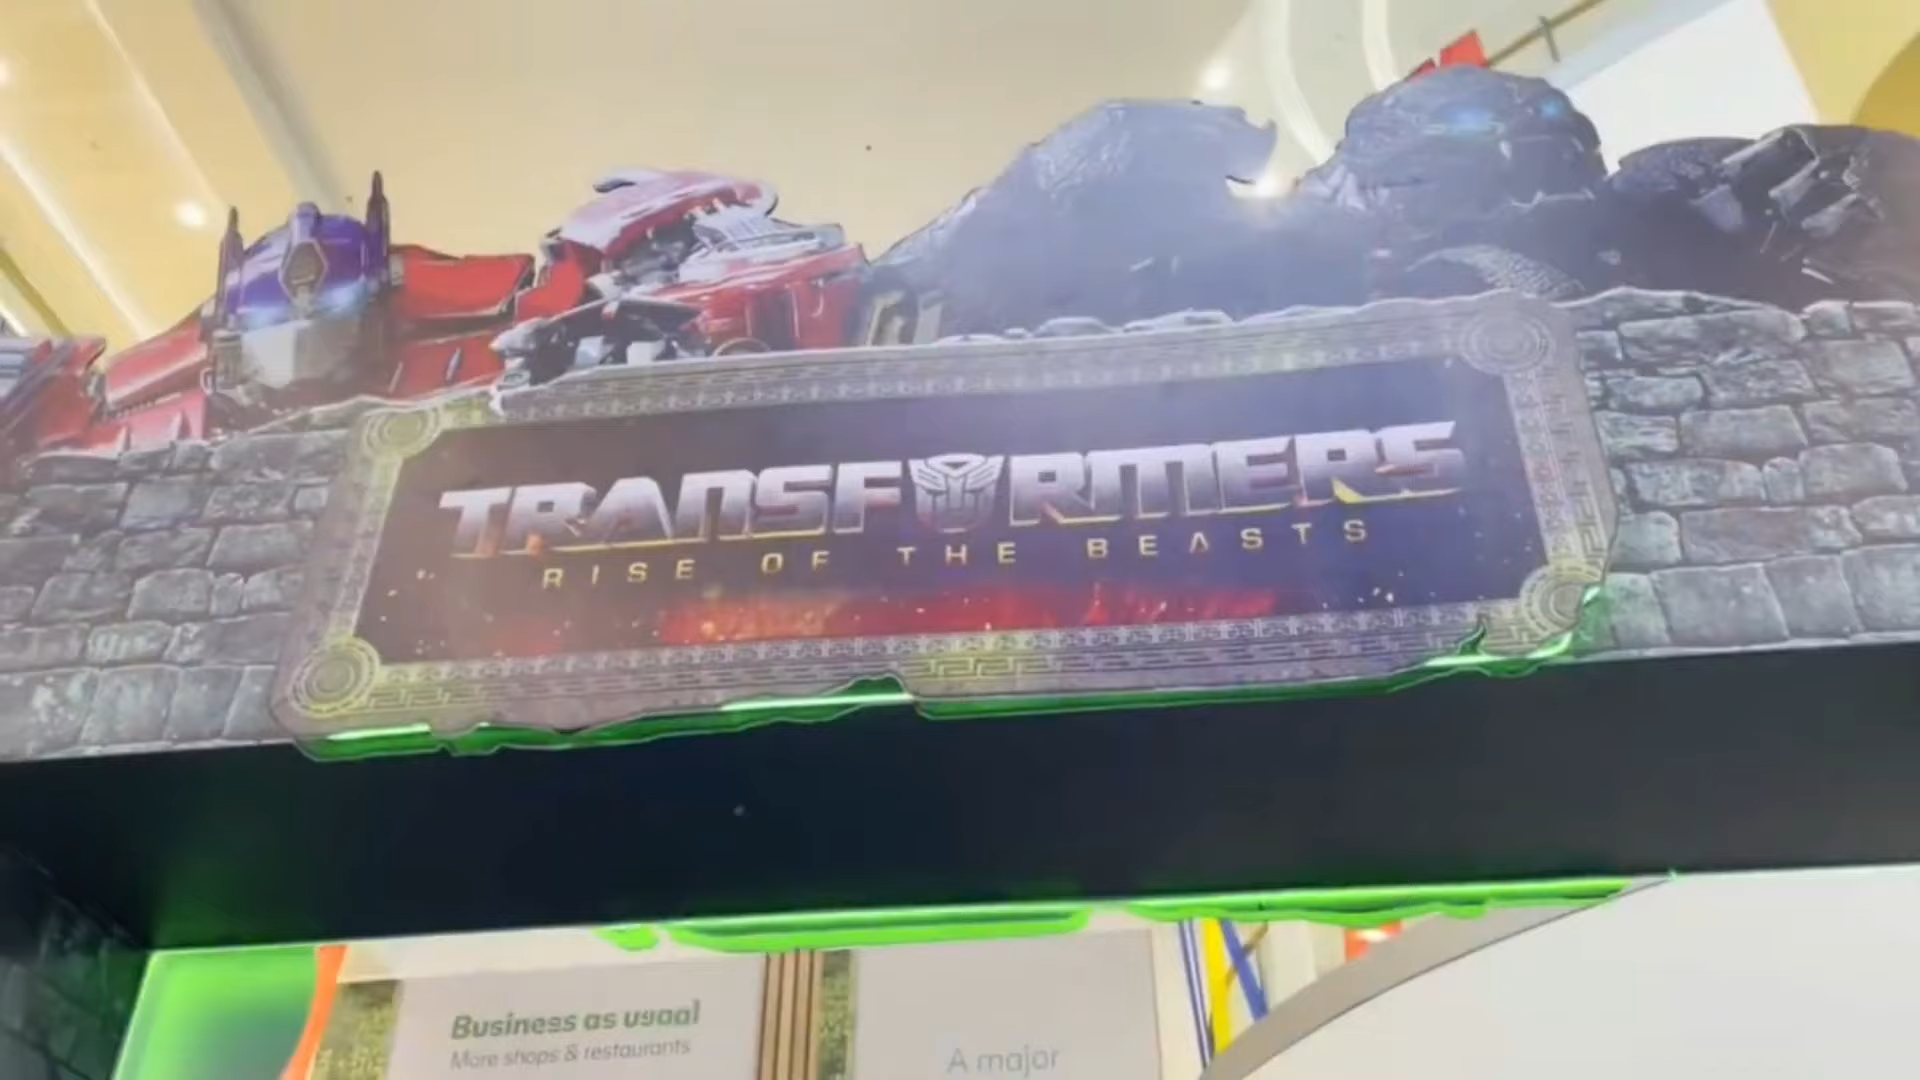 TRANSFORMERS
RISE OF THE BEASTS
Business as usual
More shops & restaurants
A major